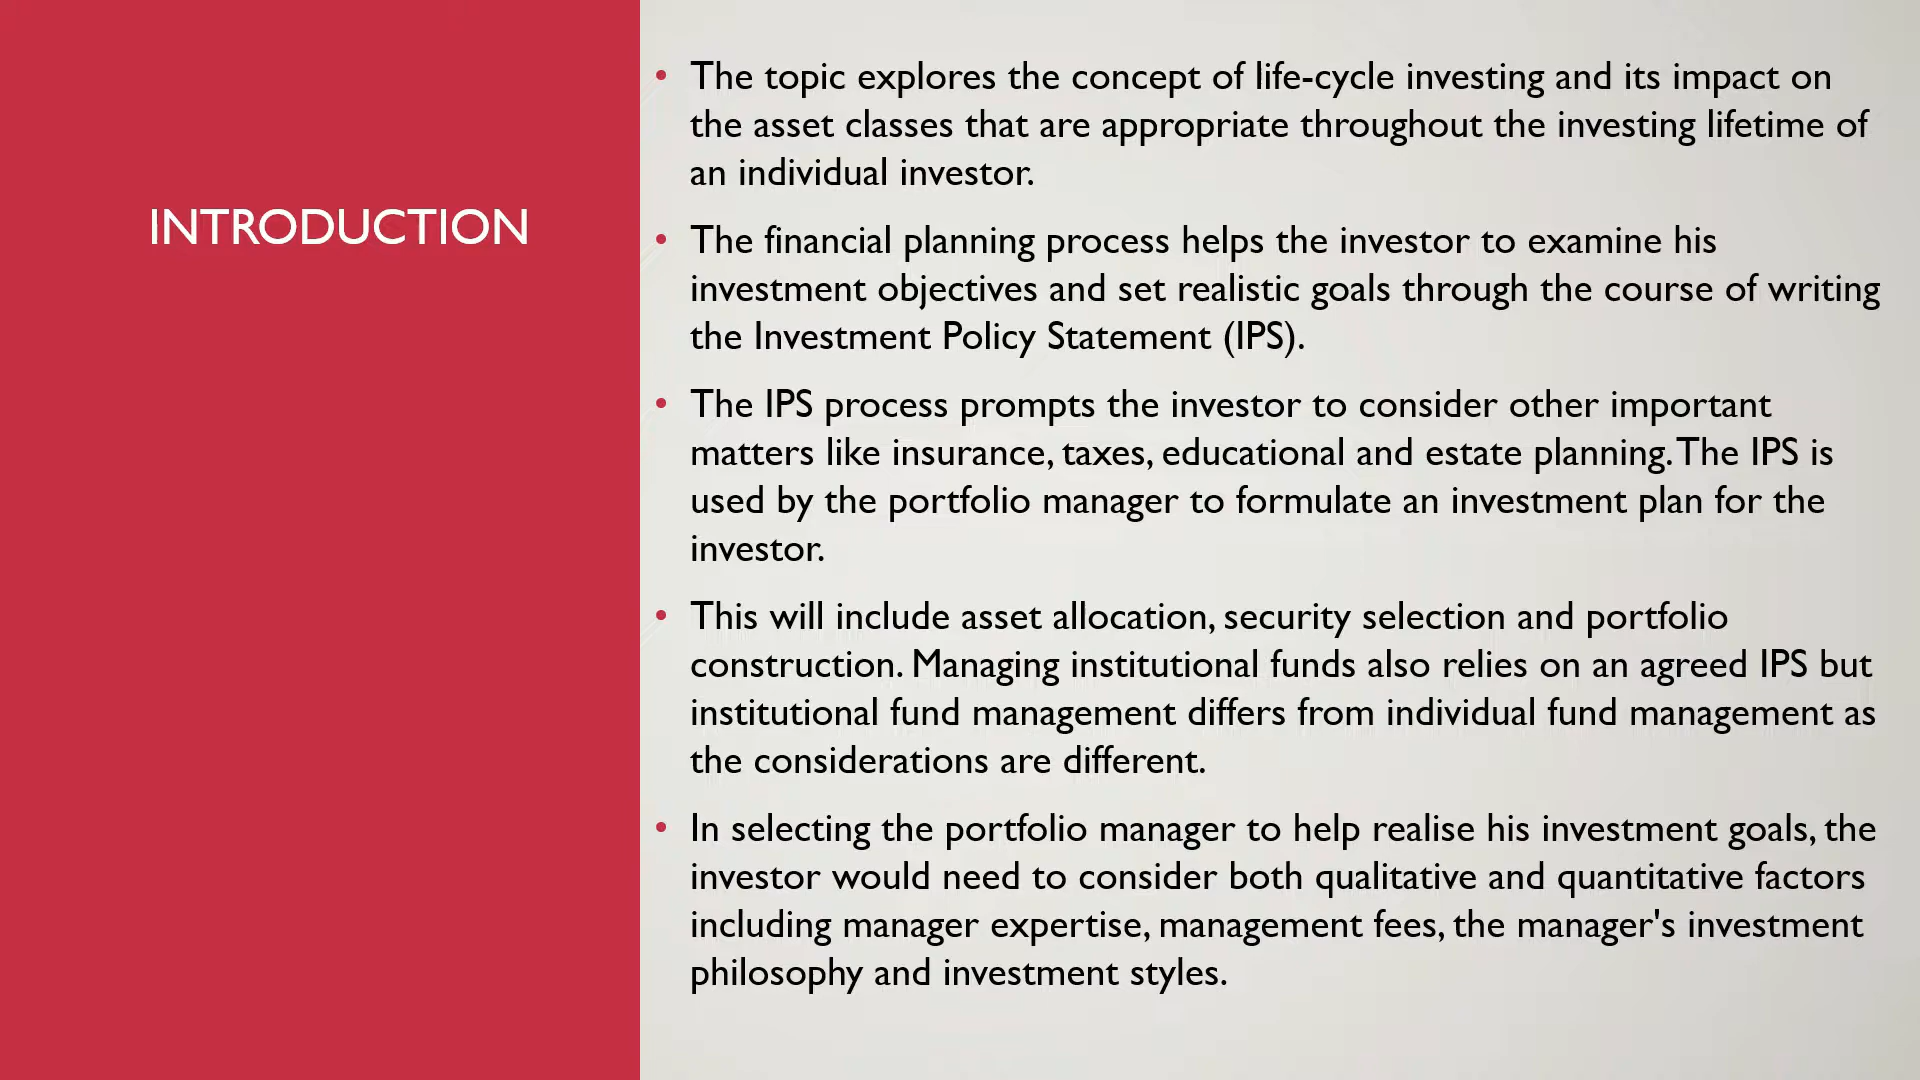 INTRODUCTION
• The topic explores the concept of life-cycle investing and its impact on
the asset classes that are appropriate throughout the investing lifetime of
an individual investor.
• The financial planning process helps the investor to examine his
investment objectives and set realistic goals through the course of writing
the Investment Policy Statement (IPS).
• The IPS process prompts the investor to consider other important
matters like insurance, taxes, educational and estate planning. The IPS is
used by the portfolio manager to formulate an investment plan for the
investor.
• This will include asset allocation, security selection and portfolio
construction. Managing institutional funds also relies on an agreed IPS but
institutional fund management differs from individual fund management as
the considerations are different.
• In selecting the portfolio manager to help realise his investment goals, the
investor would need to consider both qualitative and quantitative factors
including manager expertise, management fees, the manager's investment
philosophy and investment styles.